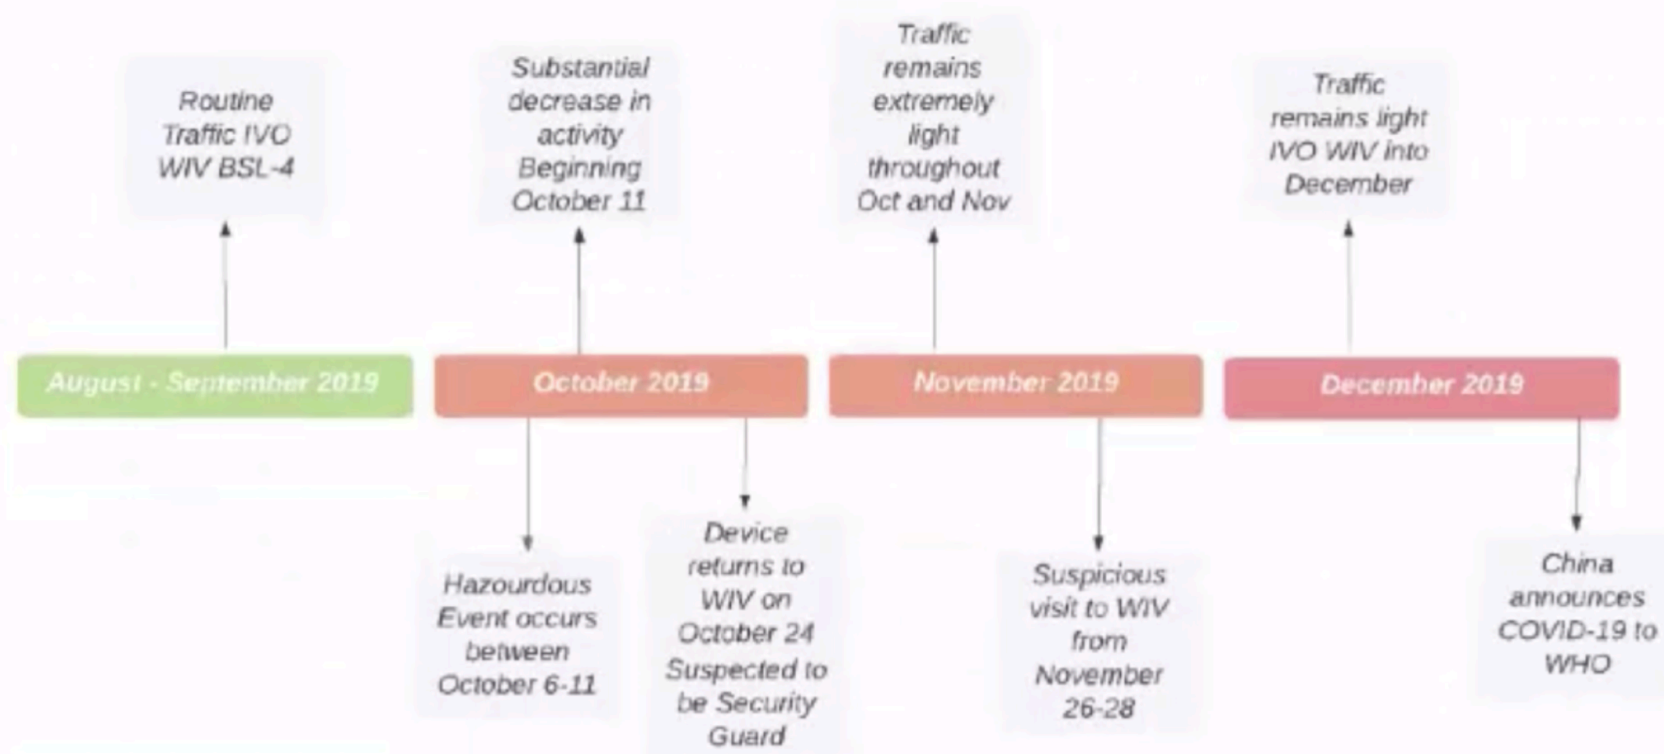 Routine
Traffic IVO
WIV BSL-4
Substantial
decrease in
activity
Beginning
October 11
Traffic
remains
extremely
light
throughout
Oct and Nov
Traffic
remains light
IVO WIV into
December
August - September 2019
October 2019
November 2019
December 2019
Hazourdous
Event occurs
between
October 6-11
Device
returns to
WIV on
October 24
Suspected to
be Security
Guard
Suspicious
visit to WIV
from
November
26-28
China
announces
COVID-19 to
WHO